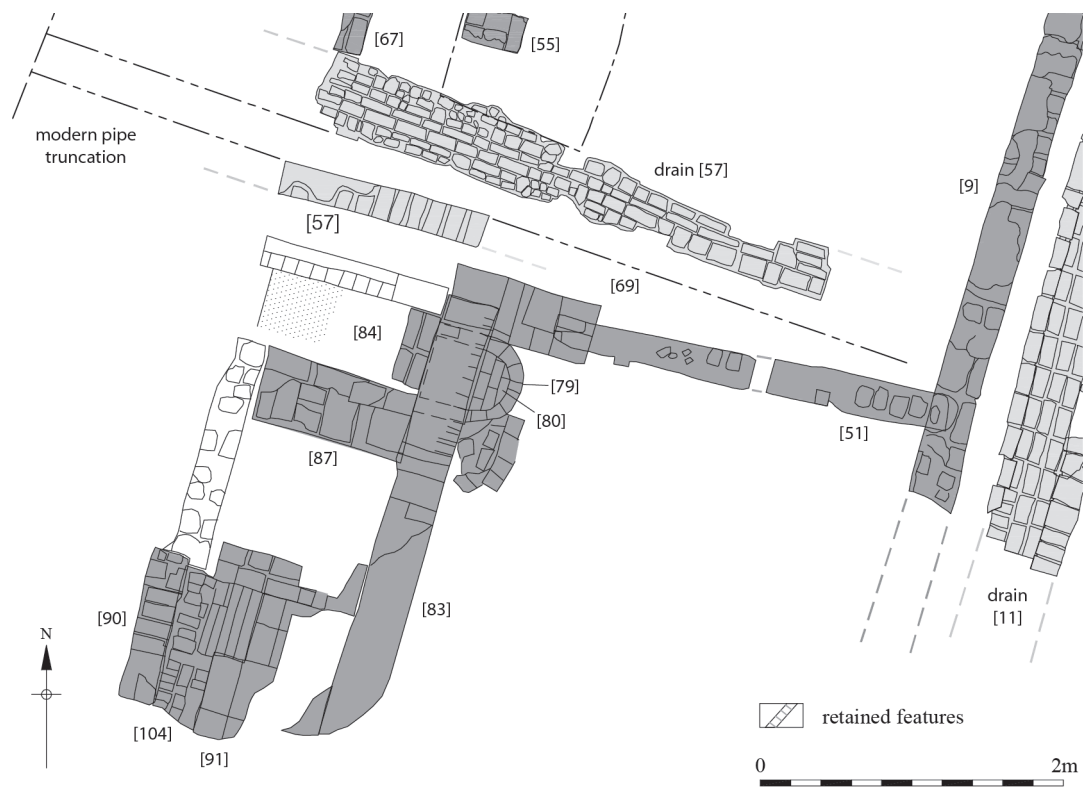 [67]
[55]
modern pipe
truncation
drain [57]
[9]
[57]
[69]
[84]
[79]
[80]
[51]
[87]
[83]
[90]
drain
[11]
N
[104]
[91]
retained features
0 2m